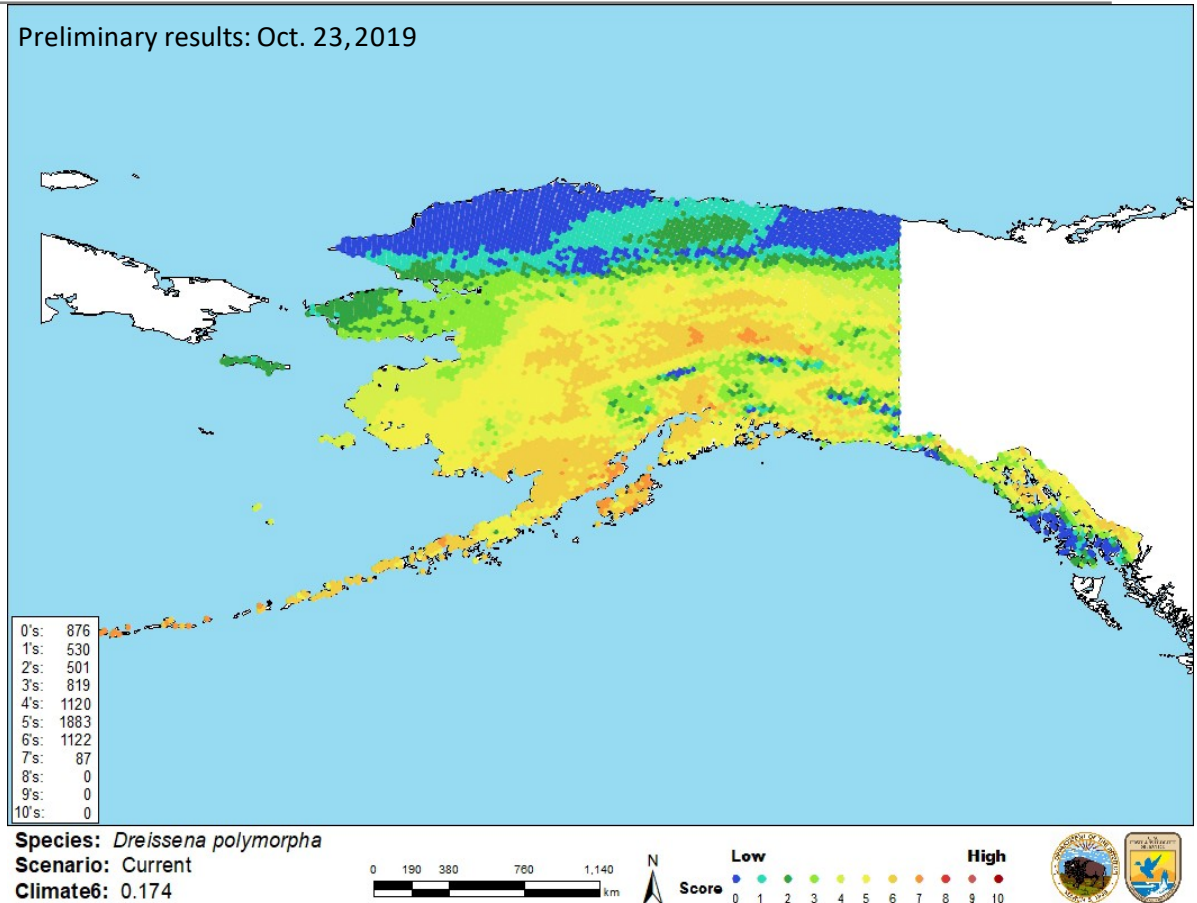 Preliminary results: Oct. 23,2019
0's: 876
1's: 530
2's: 501
3's: 819
4's: 1120
5's: 1883
6's: 1122
7's: 87
8's: 0
9's: 0
10's: 0
Species: Dreissena polymorpha
Scenario: Current
Climate6: 0.174
0 190 380 760 1,140
km
N
Low High
Score
0 1 2 3 4 5 6 7 8 9 10